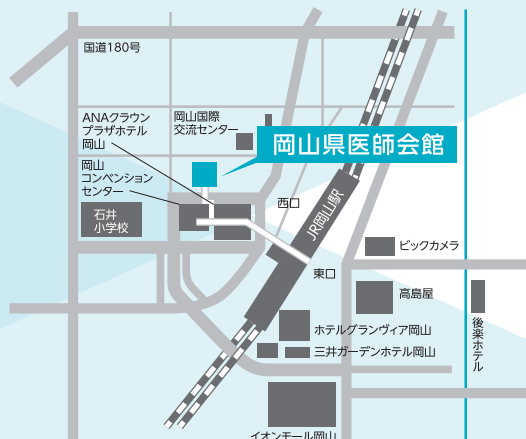 国道180号
ANAクラウン
プラザホテル
岡山
岡山国際
交流センター
岡山県医師会館
岡山
コンベンション
センター
石井
小学校
西口
JR岡山駅
東口
ビックカメラ
高島屋
後楽ホテル
ホテルグランヴィア岡山
三井ガーデンホテル岡山
イオンモール岡山